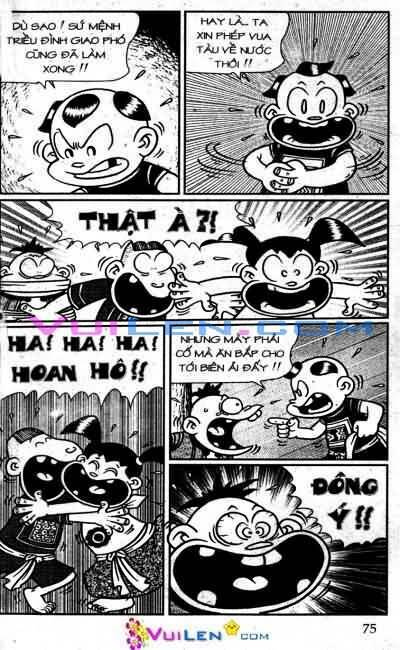 DÙ SAO! SỨ MỆNH
TRIỀU ĐÌNH GIAO PHÓ
CŨNG ĐÃ LÀM
XONG!!
HAY LÀ.. TA
XIN PHÉP VUA
TÀU VỀ NƯỚC
THÔI!!
THẬT À?!
VUILEN.COM
HA! HA! HA!
HOAN HÔ!!
NHƯNG MÀY PHẢI
CỐ MÀ ĂN BẮP CHO
TỚI BIÊN ẢI ĐẤY!!
ĐỒNG
Ý!!
75
VUILEN.COM